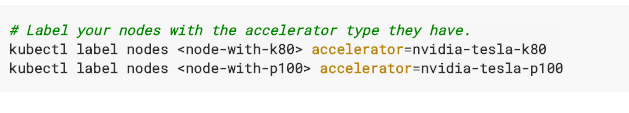 # Label your nodes with the accelerator type they have.
kubectl label nodes <node-with-k80> accelerator=nvidia-tesla-k80
kubectl label nodes <node-with-p100> accelerator=nvidia-tesla-p100